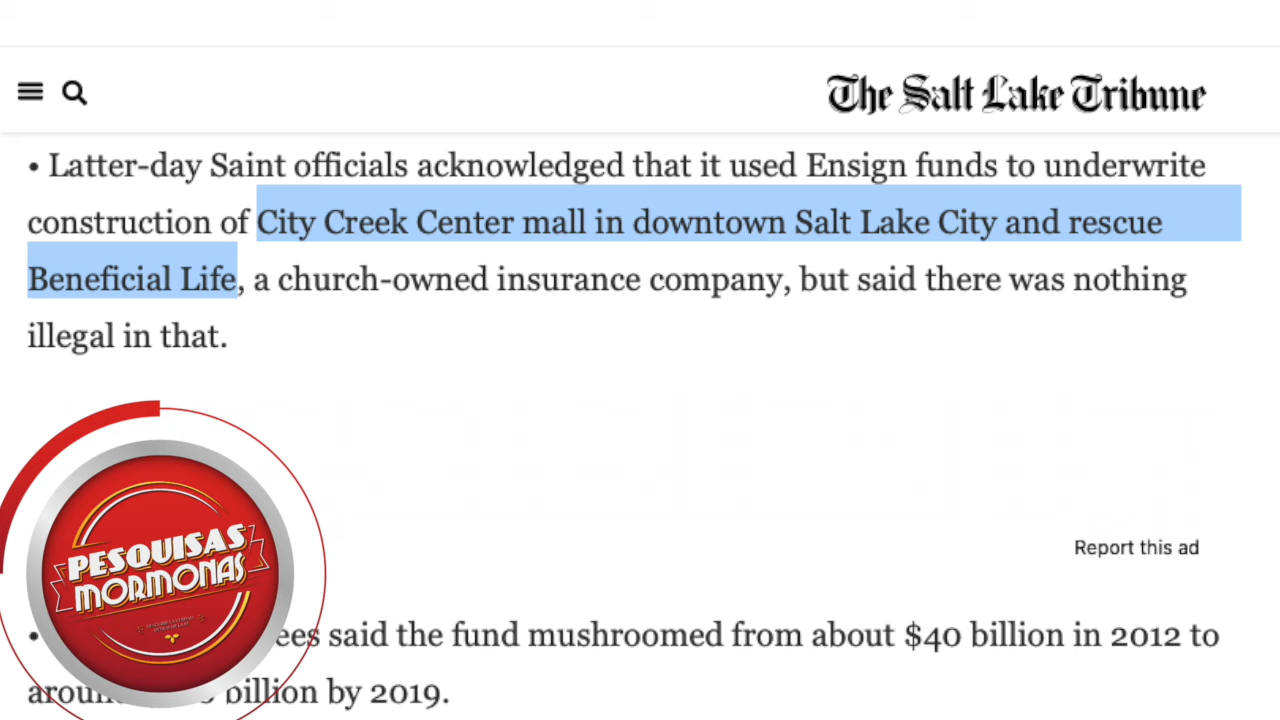 The Salt Lake Tribune
• Latter-day Saint officials acknowledged that it used Ensign funds to underwrite
construction of City Creek Center mall in downtown Salt Lake City and rescue
Beneficial Life, a church-owned insurance company, but said there was nothing
illegal in that.
Report this ad
PESQUISAS
MORMONAS
• said the fund mushroomed from about $40 billion in 2012 to
billion by 2019.